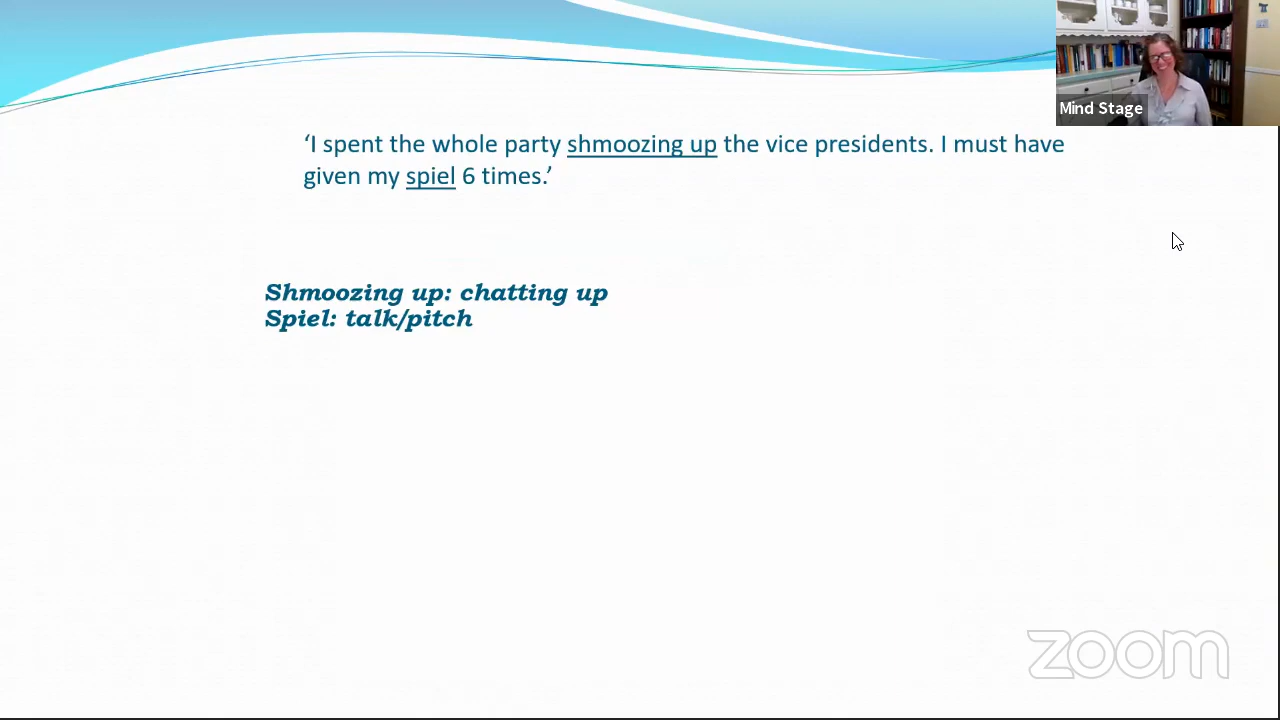 Mind Stage
‘I spent the whole party shmoozing up the vice presidents. I must have
given my spiel 6 times.’
Shmoozing up: chatting up
Spiel: talk/pitch
zoom